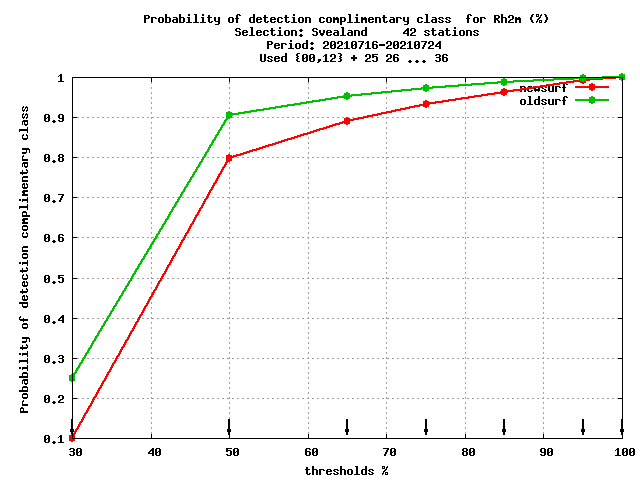 Probability of detection complimentary class  for Rh2m (%)
Selection: Svealand     42 stations
Period: 20210716-20210724
Used {00,12} + 25 26 ... 36
Probability of detection complimentary class
1
0.9
0.8
0.7
0.6
0.5
0.4
0.3
0.2
0.1
newsurf
oldsurf
30 40 50 60 70 80 90 100
thresholds %